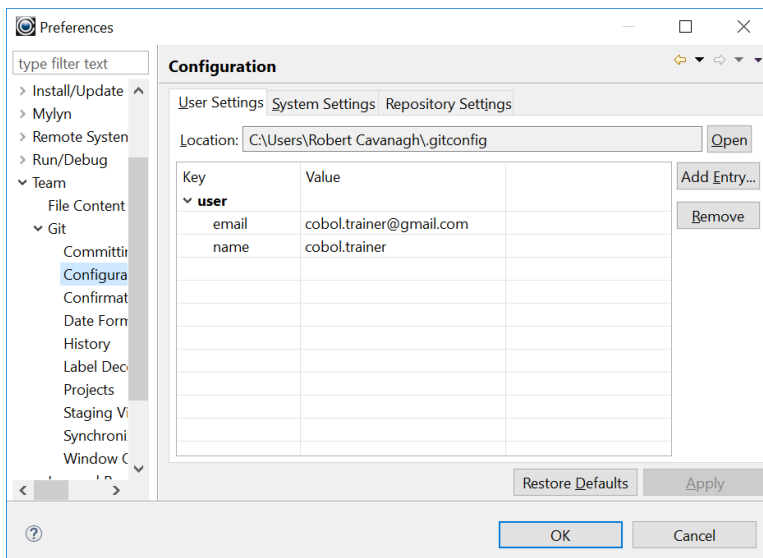 Preferences
type filter text
Install/Update
Mylyn
Remote System
Run/Debug
Team
File Content
Git
Committin
Configura
Confirmat
Date Form
History
Label Dec
Projects
Staging Vi
Synchroni
Window C
Configuration
User Settings System Settings Repository Settings
Location: C:\Users\Robert Cavanagh\.gitconfig Open
Key Value
user
email cobol.trainer@gmail.com
name cobol.trainer
Add Entry...
Remove
Restore Defaults Apply
? OK Cancel